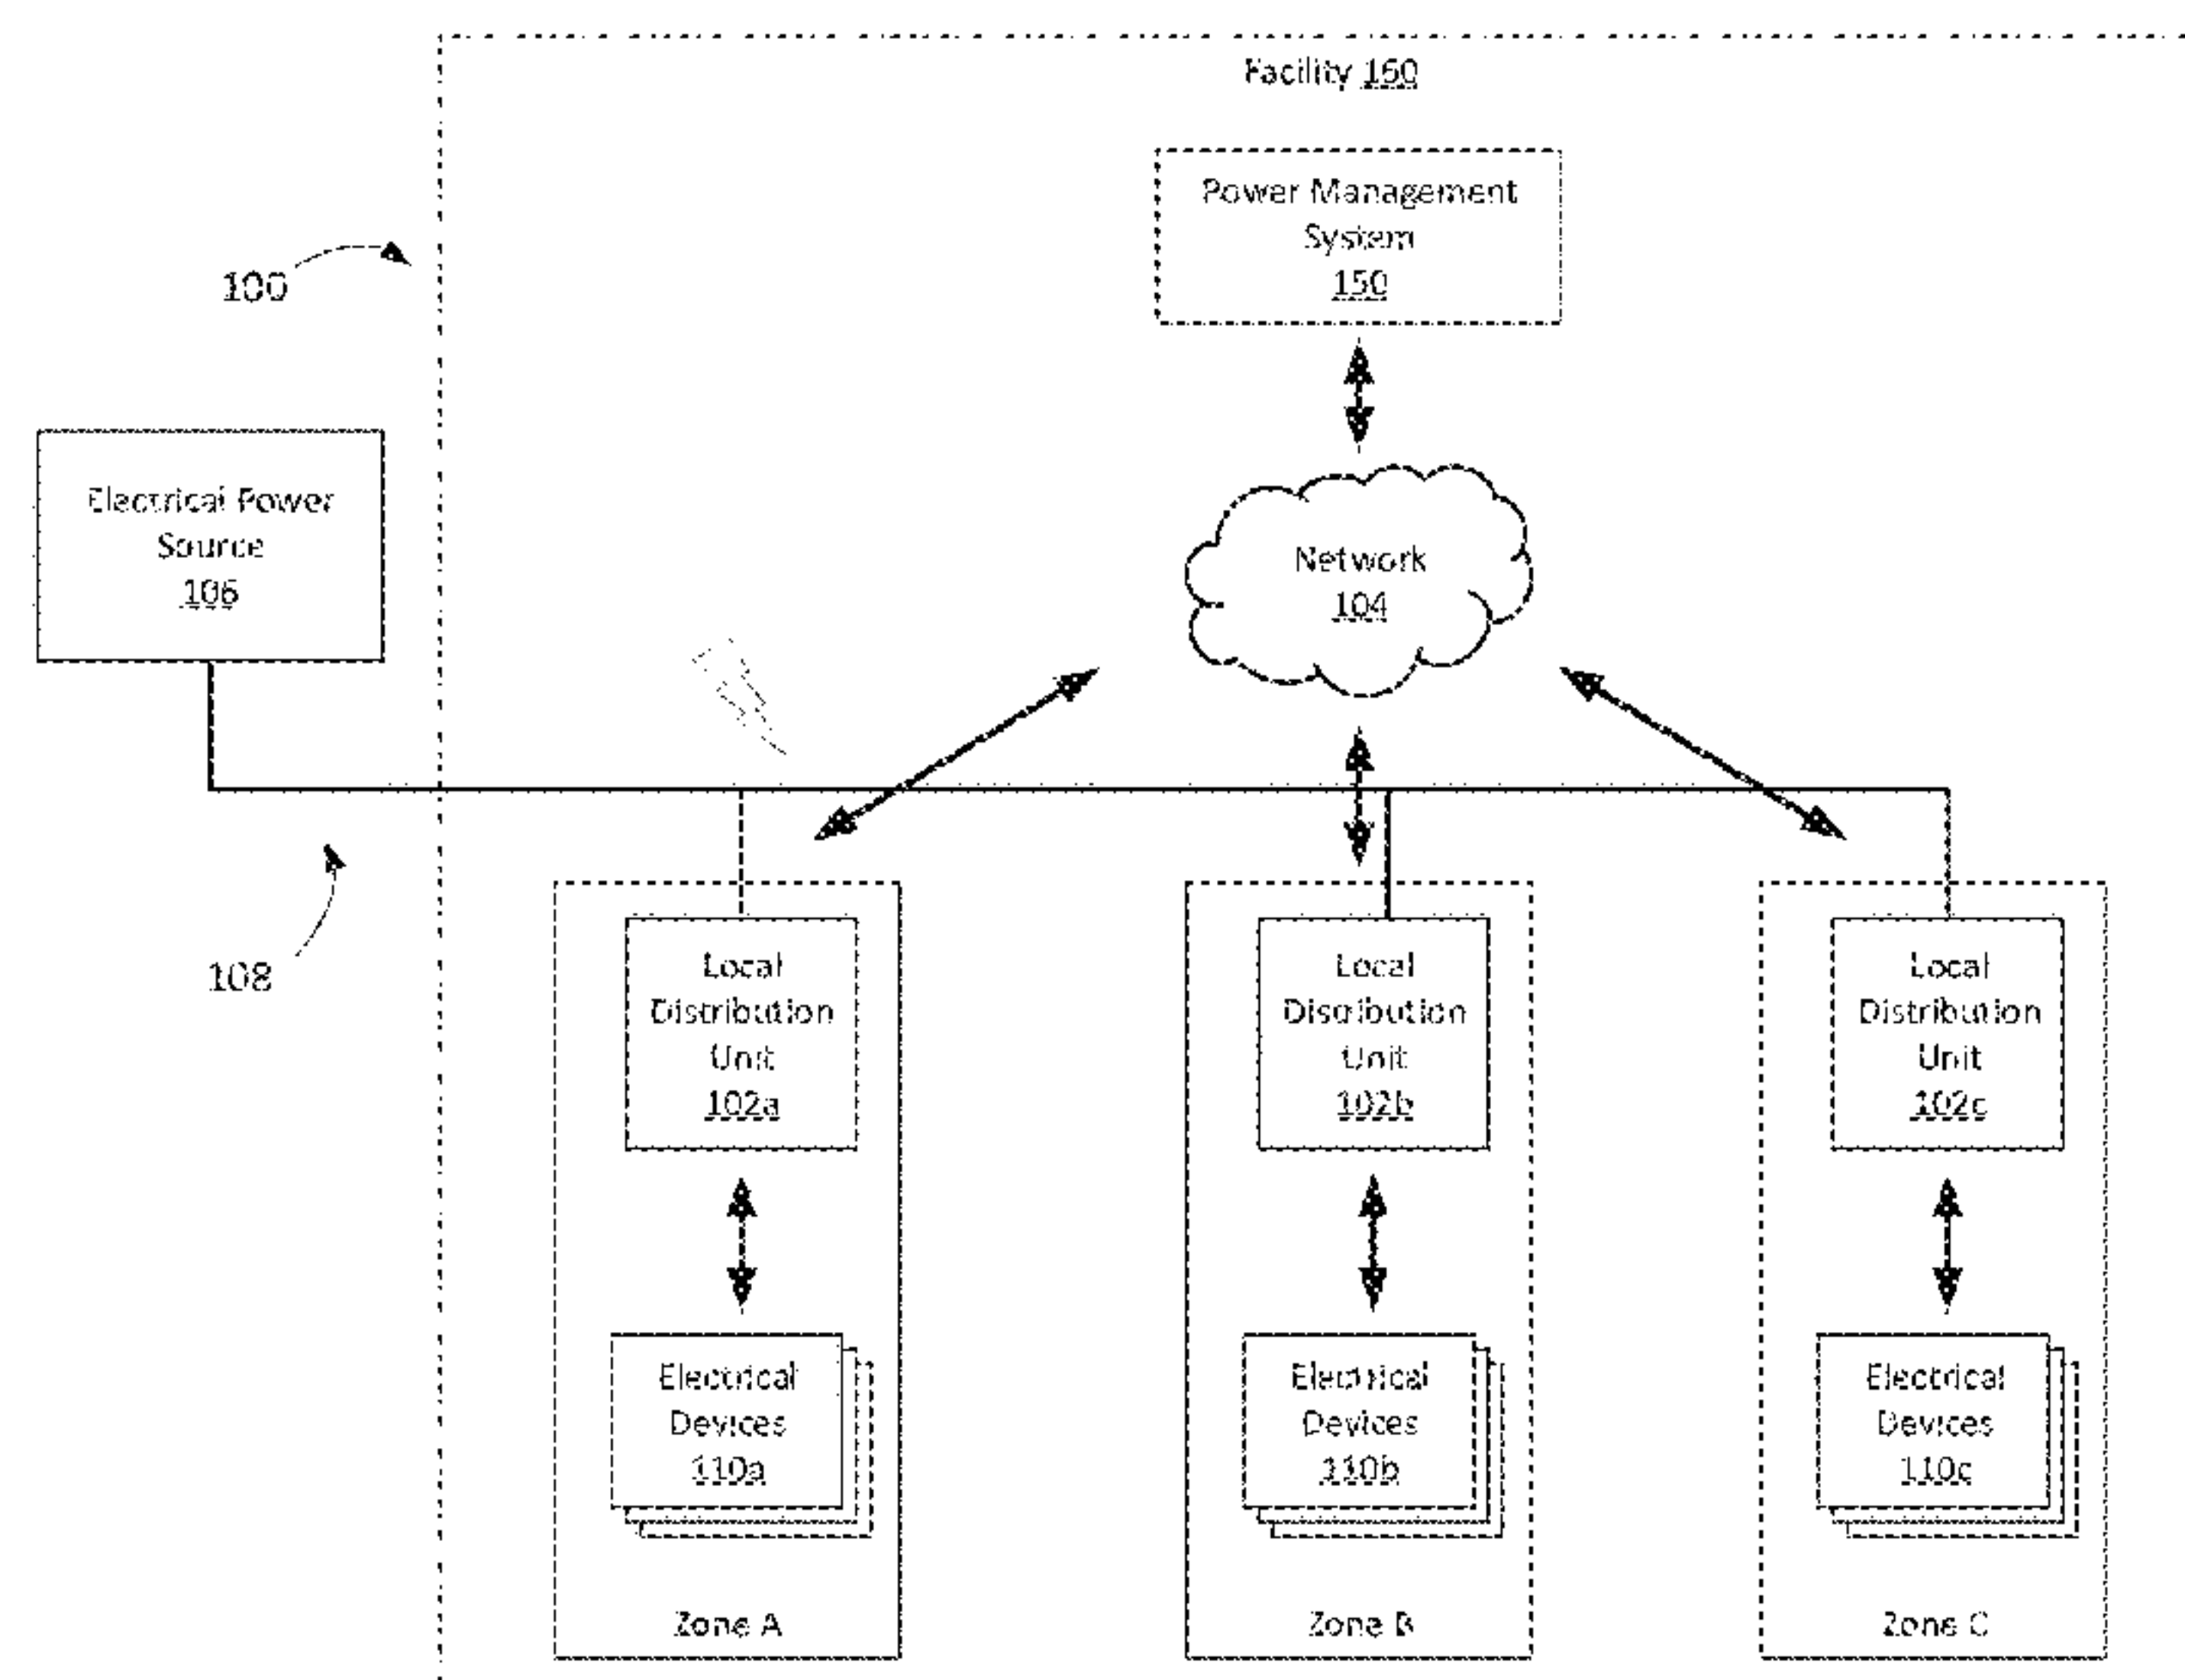 Facility 160
Power Management
System
150
100
Electrical Power
Source
106
Network
104
108
Local
Distribution
Unit
102a
Local
Distribution
Unit
102b
Local
Distribution
Unit
102c
Electrical
Devices
110a
Electrical
Devices
110b
Electrical
Devices
110c
Zone A
Zone B
Zone C